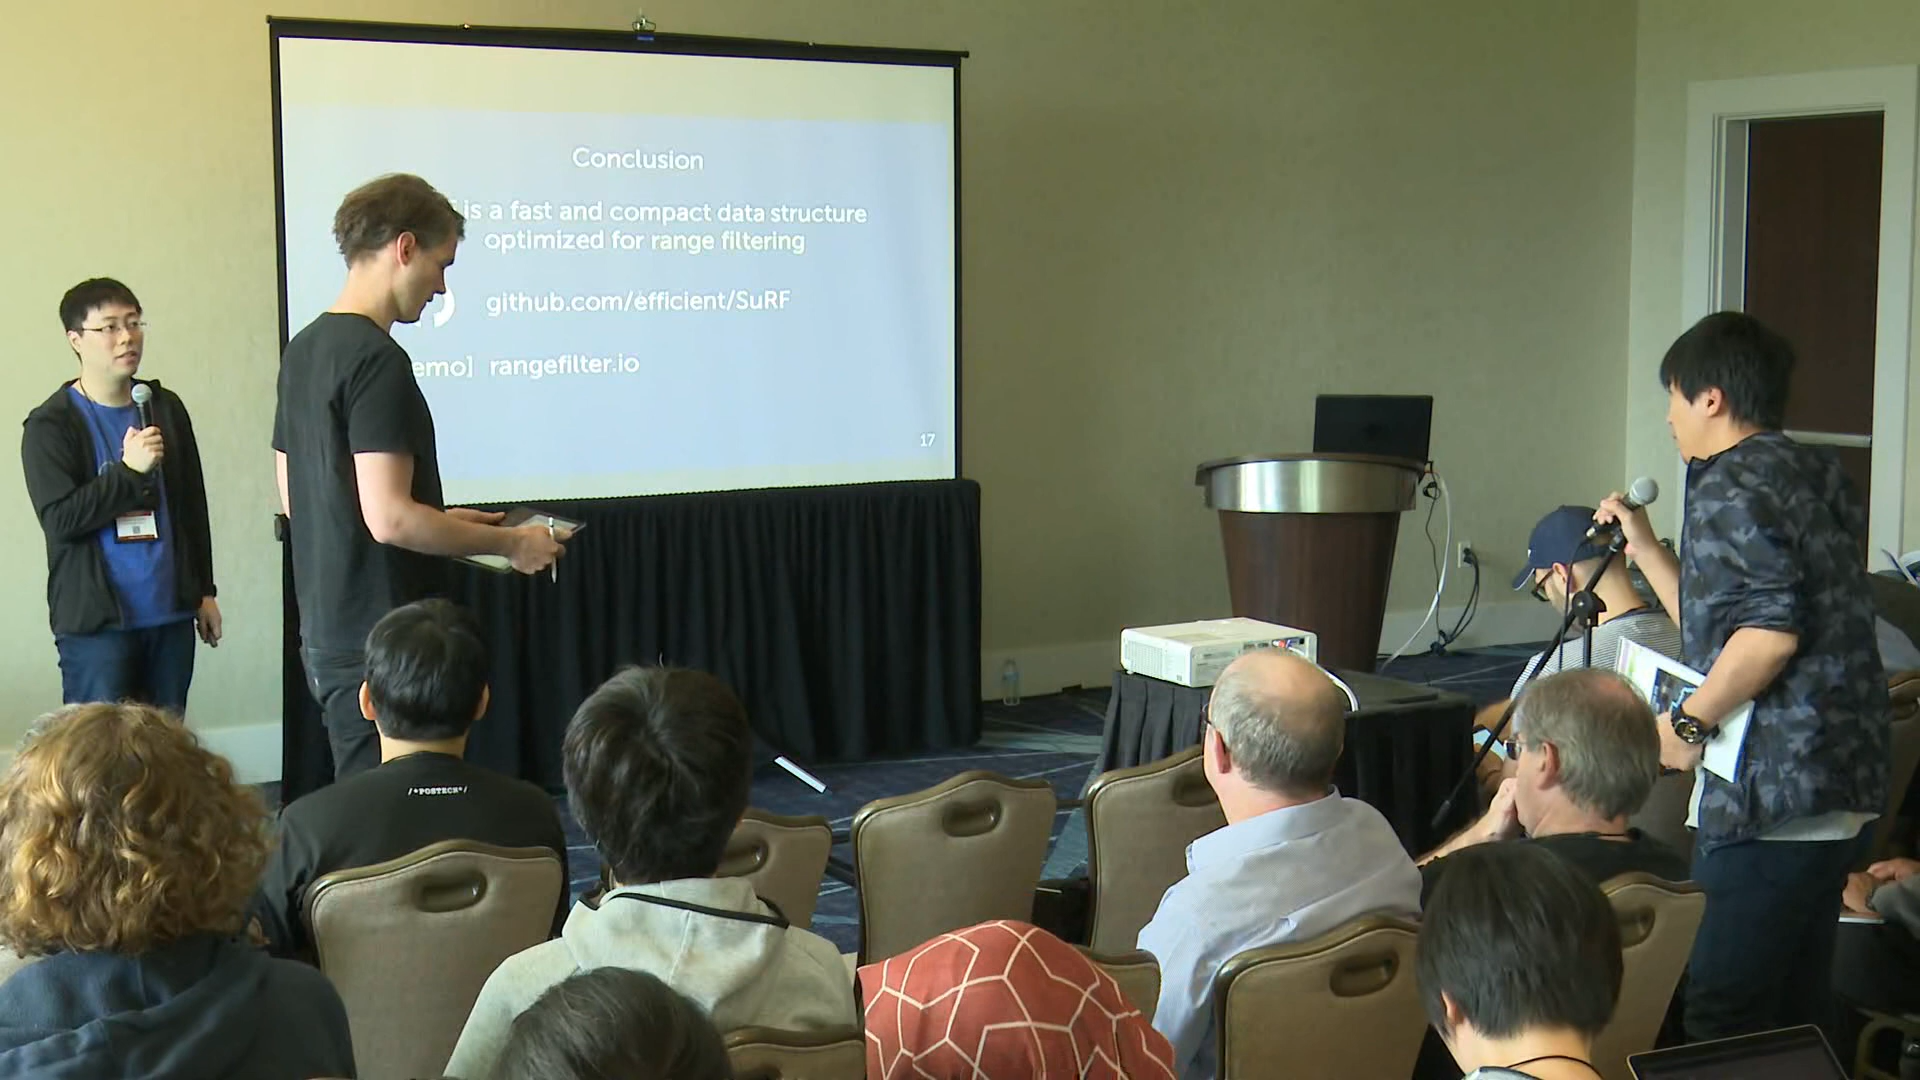 Conclusion
is a fast and compact data structure
optimized for range filtering
github.com/efficient/SuRF
emo] rangefilter.io
17
/*POSTECH*/